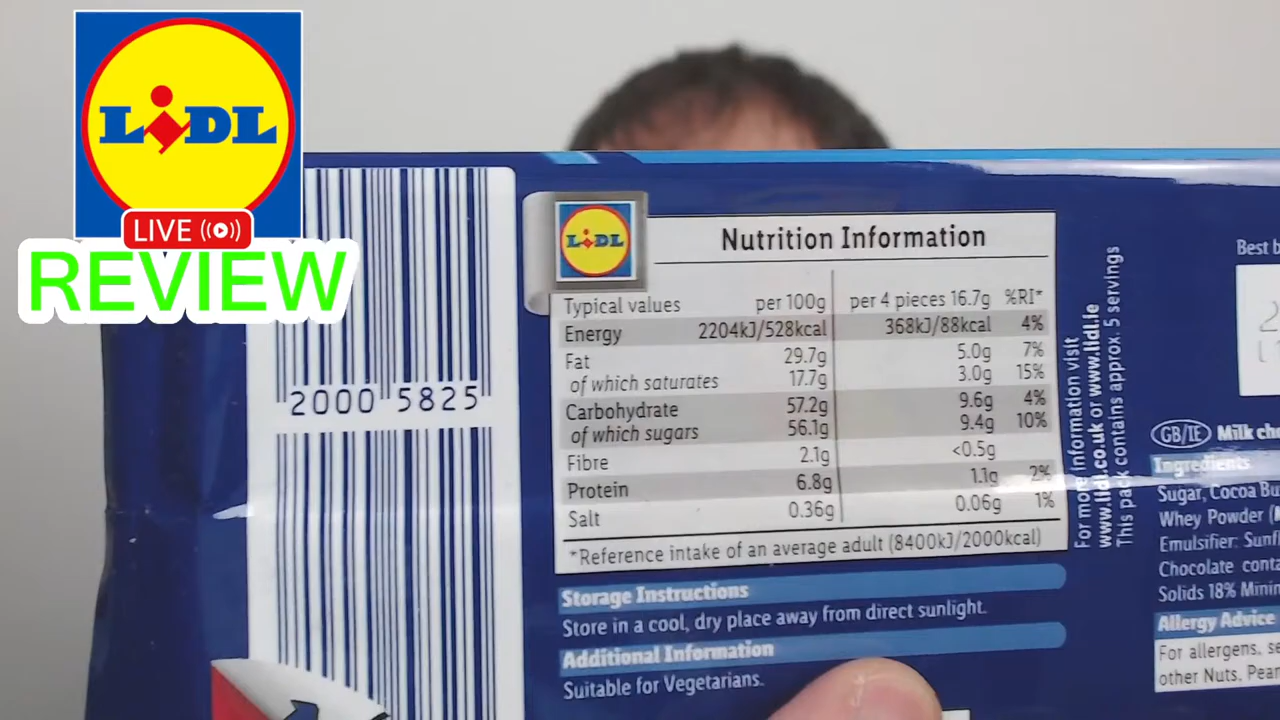 LIDL
LIVE
REVIEW
2000 5825
LIDL
Nutrition Information
Typical values per 100g per 4 pieces 16.7g %RI*
Energy 2204kJ/528kcal 368kJ/88kcal 4%
Fat 29.7g 5.0g 7%
of which saturates 17.7g 3.0g 15%
Carbohydrate 57.2g 9.6g 4%
of which sugars 56.1g 9.4g 10%
Fibre 2.1g <0.5g
Protein 6.8g 1.1g 2%
Salt 0.36g 0.06g 1%
*Reference intake of an average adult (8400kJ/2000kcal)
Storage Instructions
Store in a cool, dry place away from direct sunlight.
Additional Information
Suitable for Vegetarians.
For more information visit
www.lidl.co.uk or www.lidl.ie
This pack contains approx. 5 servings
Best b
GB/IE Milk cho
Ingredients
Sugar, Cocoa Bu
Whey Powder (
Emulsifier: Sunfl
Chocolate conta
Solids 18% Minim
Allergy Advice
For allergens, se
other Nuts, Pean